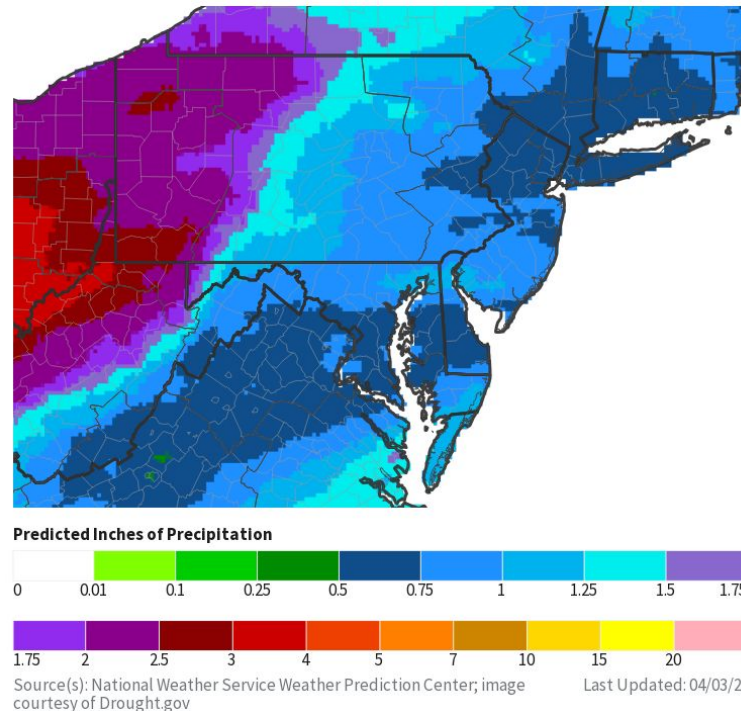 Predicted Inches of Precipitation
0 0.01 0.1 0.25 0.5 0.75 1 1.25 1.5 1.75
1.75 2 2.5 3 4 5 7 10 15 20
Source(s): National Weather Service Weather Prediction Center; image Last Updated: 04/03/2
courtesy of Drought.gov